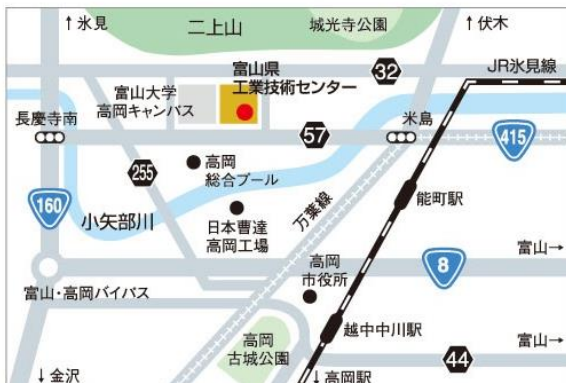 ↑氷見
二上山
城光寺公園
↑伏木
富山県
工業技術センター
32
JR氷見線
富山大学
高岡キャンパス
長慶寺南
57
米島
415
255
高岡
総合プール
160
小矢部川
日本曹達
高岡工場
万葉線
能町駅
富山→
8
高岡
市役所
富山・高岡バイパス
高岡
古城公園
越中中川駅
富山→
44
↓金沢
↓高岡駅